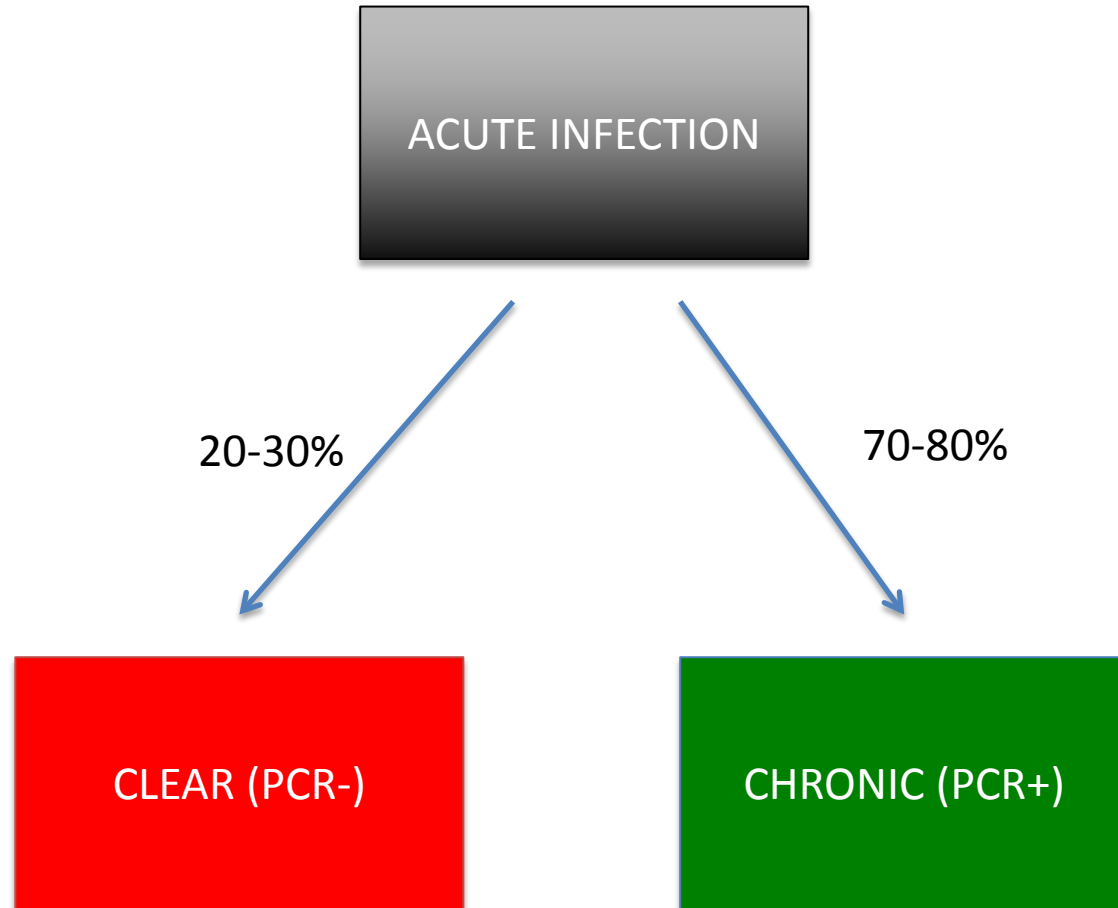 ACUTE INFECTION
20-30%
70-80%
CLEAR (PCR-)
CHRONIC (PCR+)